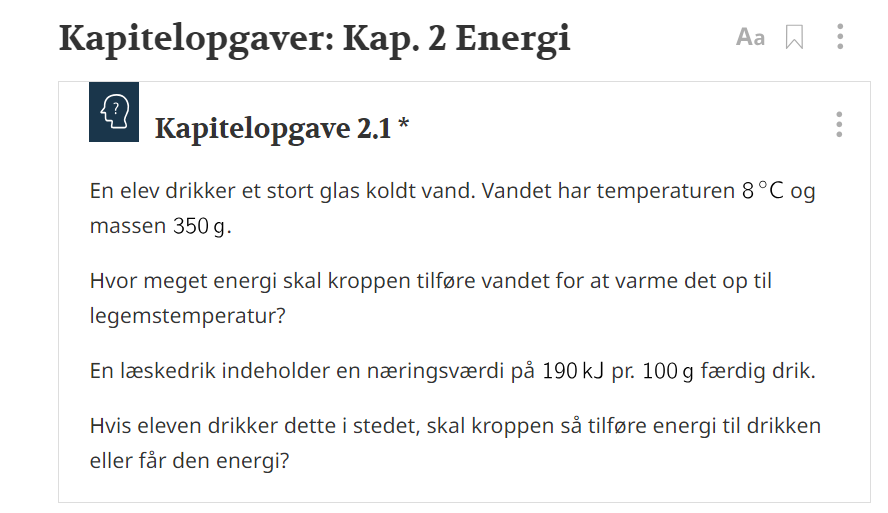 Kapitelopgaver: Kap. 2 Energi
Aa
?
Kapitelopgave 2.1 *
En elev drikker et stort glas koldt vand. Vandet har temperaturen 8 °C og
massen 350 g.
Hvor meget energi skal kroppen tilføre vandet for at varme det op til
legemstemperatur?
En læskedrik indeholder en næringsværdi på 190 kJ pr. 100 g færdig drik.
Hvis eleven drikker dette i stedet, skal kroppen så tilføre energi til drikken
eller får den energi?